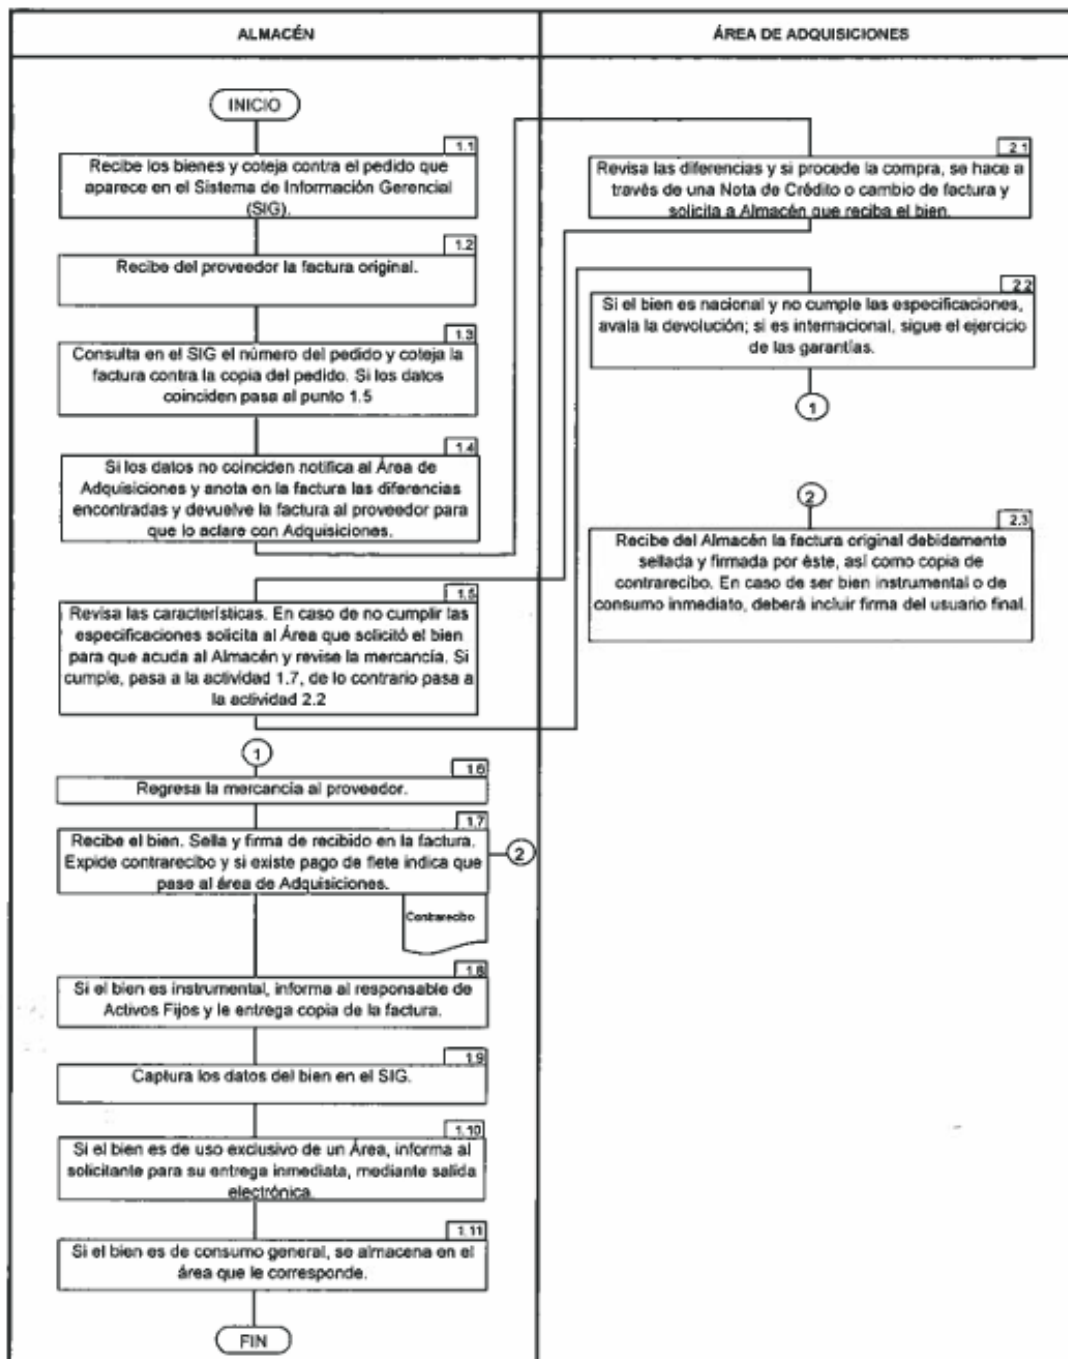 ALMACÉN
ÁREA DE ADQUISICIONES
INICIO
1.1
Recibe los bienes y coteja contra el pedido que
aparece en el Sistema de Información Gerencial
(SIG).
1.2
Recibe del proveedor la factura original.
1.3
Consulta en el SIG el número del pedido y coteja la
factura contra la copia del pedido. Si los datos
coinciden pasa al punto 1.5
1.4
Si los datos no coinciden notifica al Área de
Adquisiciones y anota en la factura las diferencias
encontradas y devuelve la factura al proveedor para
que lo aclare con Adquisiciones.
1.5
Revisa las características. En caso de no cumplir las
especificaciones solicita al Área que solicitó el bien
para que acuda al Almacén y revise la mercancía. Si
cumple, pasa a la actividad 1.7, de lo contrario pasa a
la actividad 2.2
1
1.6
Regresa la mercancía al proveedor.
1.7
Recibe el bien. Sella y firma de recibido en la factura.
Expide contrarecibo y si existe pago de flete indica que
pase al área de Adquisiciones.
2
Contrarecibo
1.8
Si el bien es instrumental, informa al responsable de
Activos Fijos y le entrega copia de la factura.
1.9
Captura los datos del bien en el SIG.
1.10
Si el bien es de uso exclusivo de un Área, informa al
solicitante para su entrega inmediata, mediante salida
electrónica.
1.11
Si el bien es de consumo general, se almacena en el
área que le corresponde.
FIN
2.1
Revisa las diferencias y si procede la compra, se hace a
través de una Nota de Crédito o cambio de factura y
solicita a Almacén que reciba el bien.
2.2
Si el bien es nacional y no cumple las especificaciones,
avala la devolución; si es internacional, sigue el ejercicio
de las garantías.
1
2
2.3
Recibe del Almacén la factura original debidamente
sellada y firmada por éste, así como copia de
contrarecibo. En caso de ser bien instrumental o de
consumo inmediato, deberá incluir firma del usuario final.